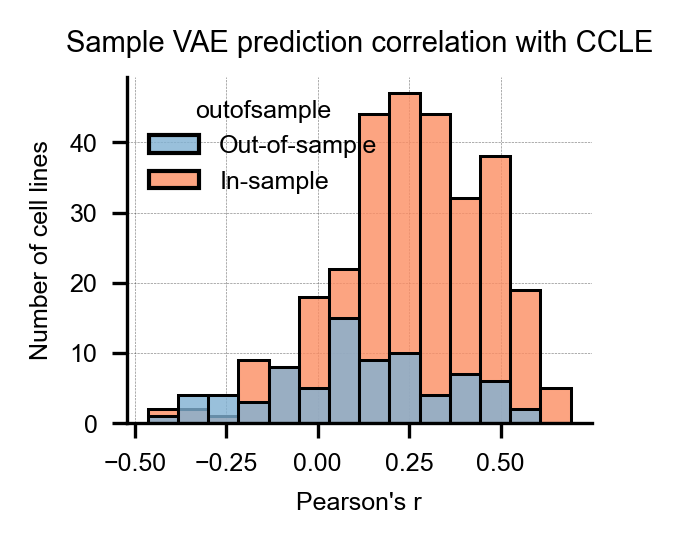 Sample VAE prediction correlation with CCLE
outofsample
Out-of-sample
In-sample
Number of cell lines
40
30
20
10
0
−0.50 −0.25 0.00 0.25 0.50
Pearson's r